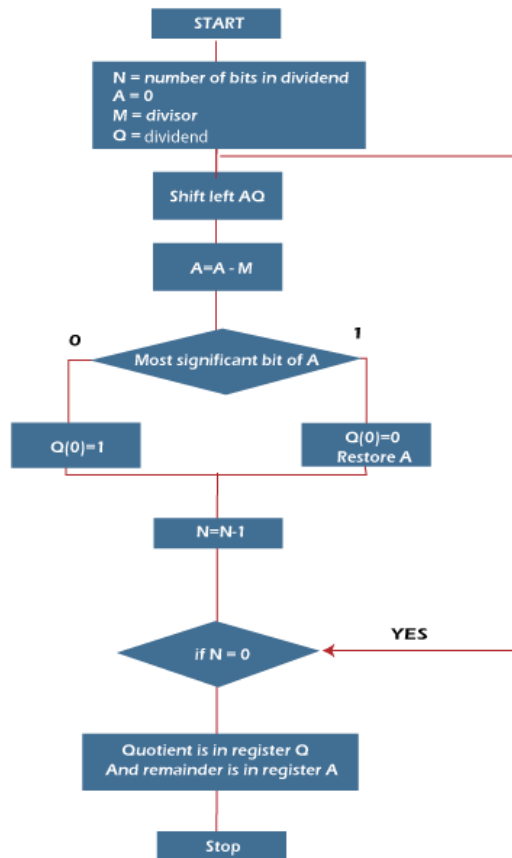 START
N = number of bits in dividend
A = 0
M = divisor
Q = dividend
Shift left AQ
A=A - M
0
1
Most significant bit of A
Q(0)=1
Q(0)=0
Restore A
N=N-1
YES
if N = 0
Quotient is in register Q
And remainder is in register A
Stop